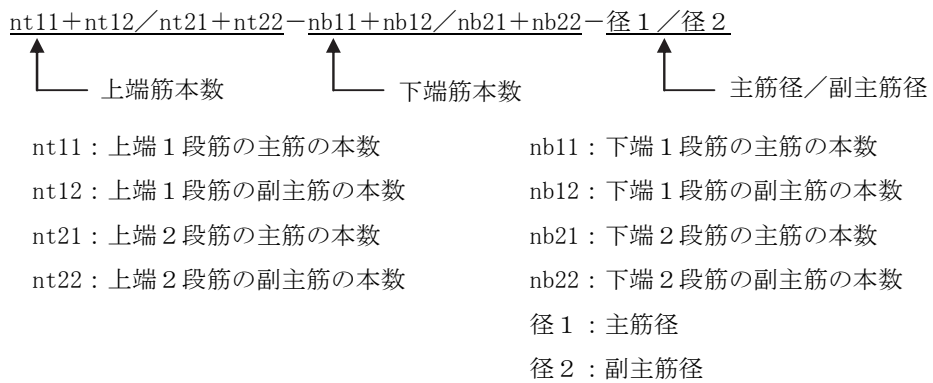 nt11+nt12／nt21+nt22－nb11+nb12／nb21+nb22－径１／径２
上端筋本数 下端筋本数 主筋径／副主筋径
nt11：上端１段筋の主筋の本数 nb11：下端１段筋の主筋の本数
nt12：上端１段筋の副主筋の本数 nb12：下端１段筋の副主筋の本数
nt21：上端２段筋の主筋の本数 nb21：下端２段筋の主筋の本数
nt22：上端２段筋の副主筋の本数 nb22：下端２段筋の副主筋の本数
径１：主筋径
径２：副主筋径